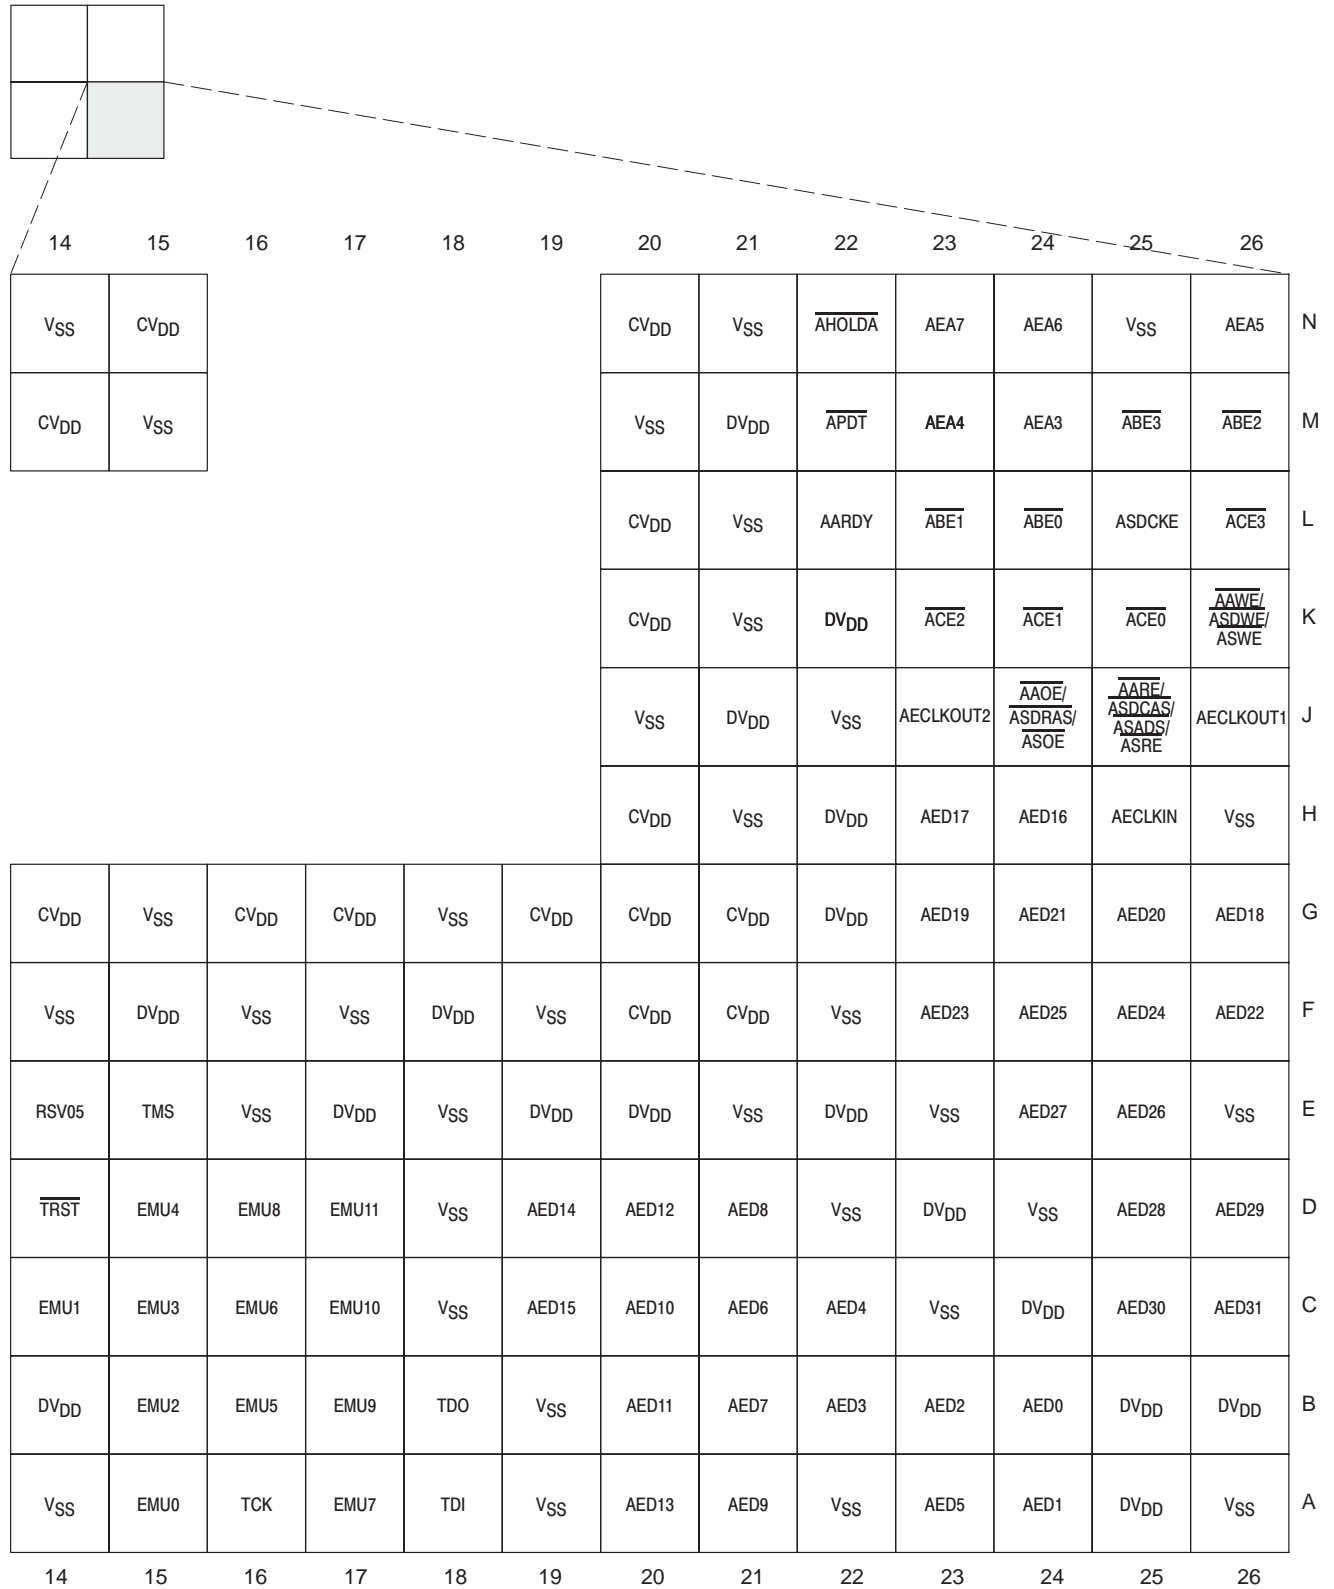 14 15 16 17 18 19 20 21 22 23 24 25 26
VSS CVDD CVDD VSS AHOLDA AEA7 AEA6 VSS AEA5 N
CVDD VSS VSS DVDD APDT AEA4 AEA3 ABE3 ABE2 M
CVDD VSS AARDY ABE1 ABE0 ASDCKE ACE3 L
CVDD VSS DVDD ACE2 ACE1 ACE0 AAWE/ ASDWE/ ASWE K
VSS DVDD VSS AECLKOUT2 AAOE/ ASDRAS/ ASOE AARE/ ASDCAS/ ASADS/ ASRE AECLKOUT1 J
CVDD VSS DVDD AED17 AED16 AECLKIN VSS H
CVDD VSS CVDD CVDD VSS CVDD CVDD CVDD DVDD AED19 AED21 AED20 AED18 G
VSS DVDD VSS VSS DVDD VSS CVDD CVDD VSS AED23 AED25 AED24 AED22 F
RSV05 TMS VSS DVDD VSS DVDD DVDD VSS DVDD VSS AED27 AED26 VSS E
TRST EMU4 EMU8 EMU11 VSS AED14 AED12 AED8 VSS DVDD VSS AED28 AED29 D
EMU1 EMU3 EMU6 EMU10 VSS AED15 AED10 AED6 AED4 VSS DVDD AED30 AED31 C
DVDD EMU2 EMU5 EMU9 TDO VSS AED11 AED7 AED3 AED2 AED0 DVDD DVDD B
VSS EMU0 TCK EMU7 TDI VSS AED13 AED9 VSS AED5 AED1 DVDD VSS A
14 15 16 17 18 19 20 21 22 23 24 25 26